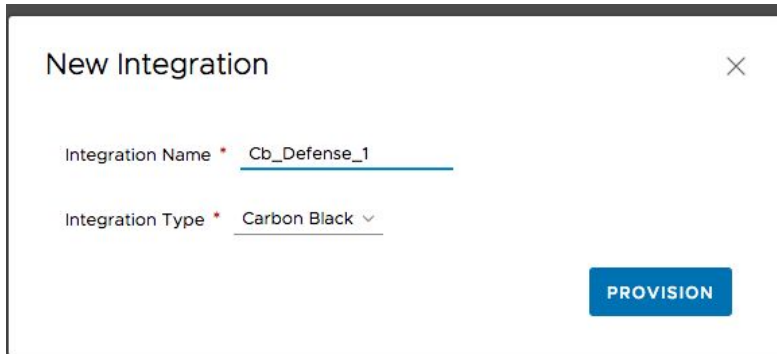 New Integration
Integration Name * Cb_Defense_1
Integration Type * Carbon Black
PROVISION